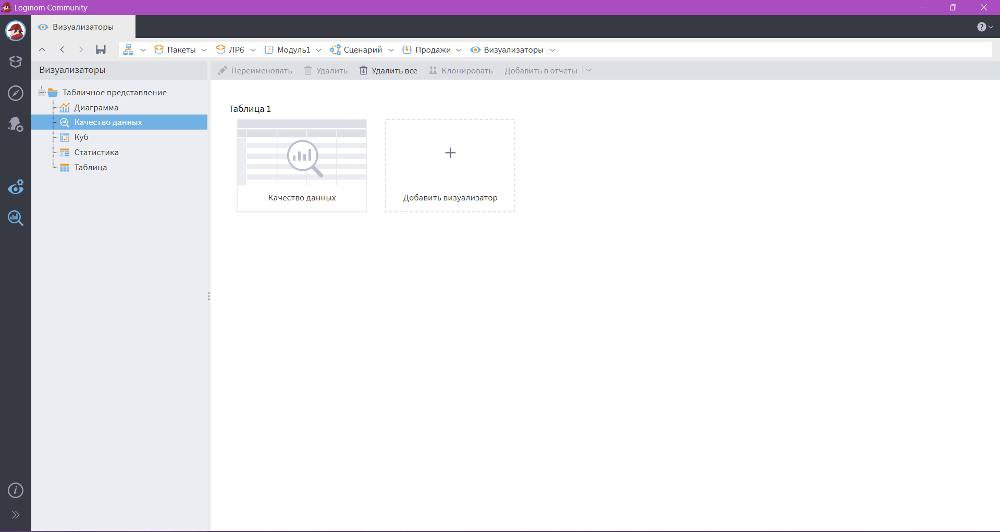 Loginom Community
Визуализаторы
Пакеты ЛР6 Модуль1 Сценарий Продажи Визуализаторы
Визуализаторы
Переименовать Удалить Удалить все Клонировать Добавить в отчеты
Табличное представление
Диаграмма
Качество данных
Куб
Статистика
Таблица
Таблица 1
Качество данных
Добавить визуализатор